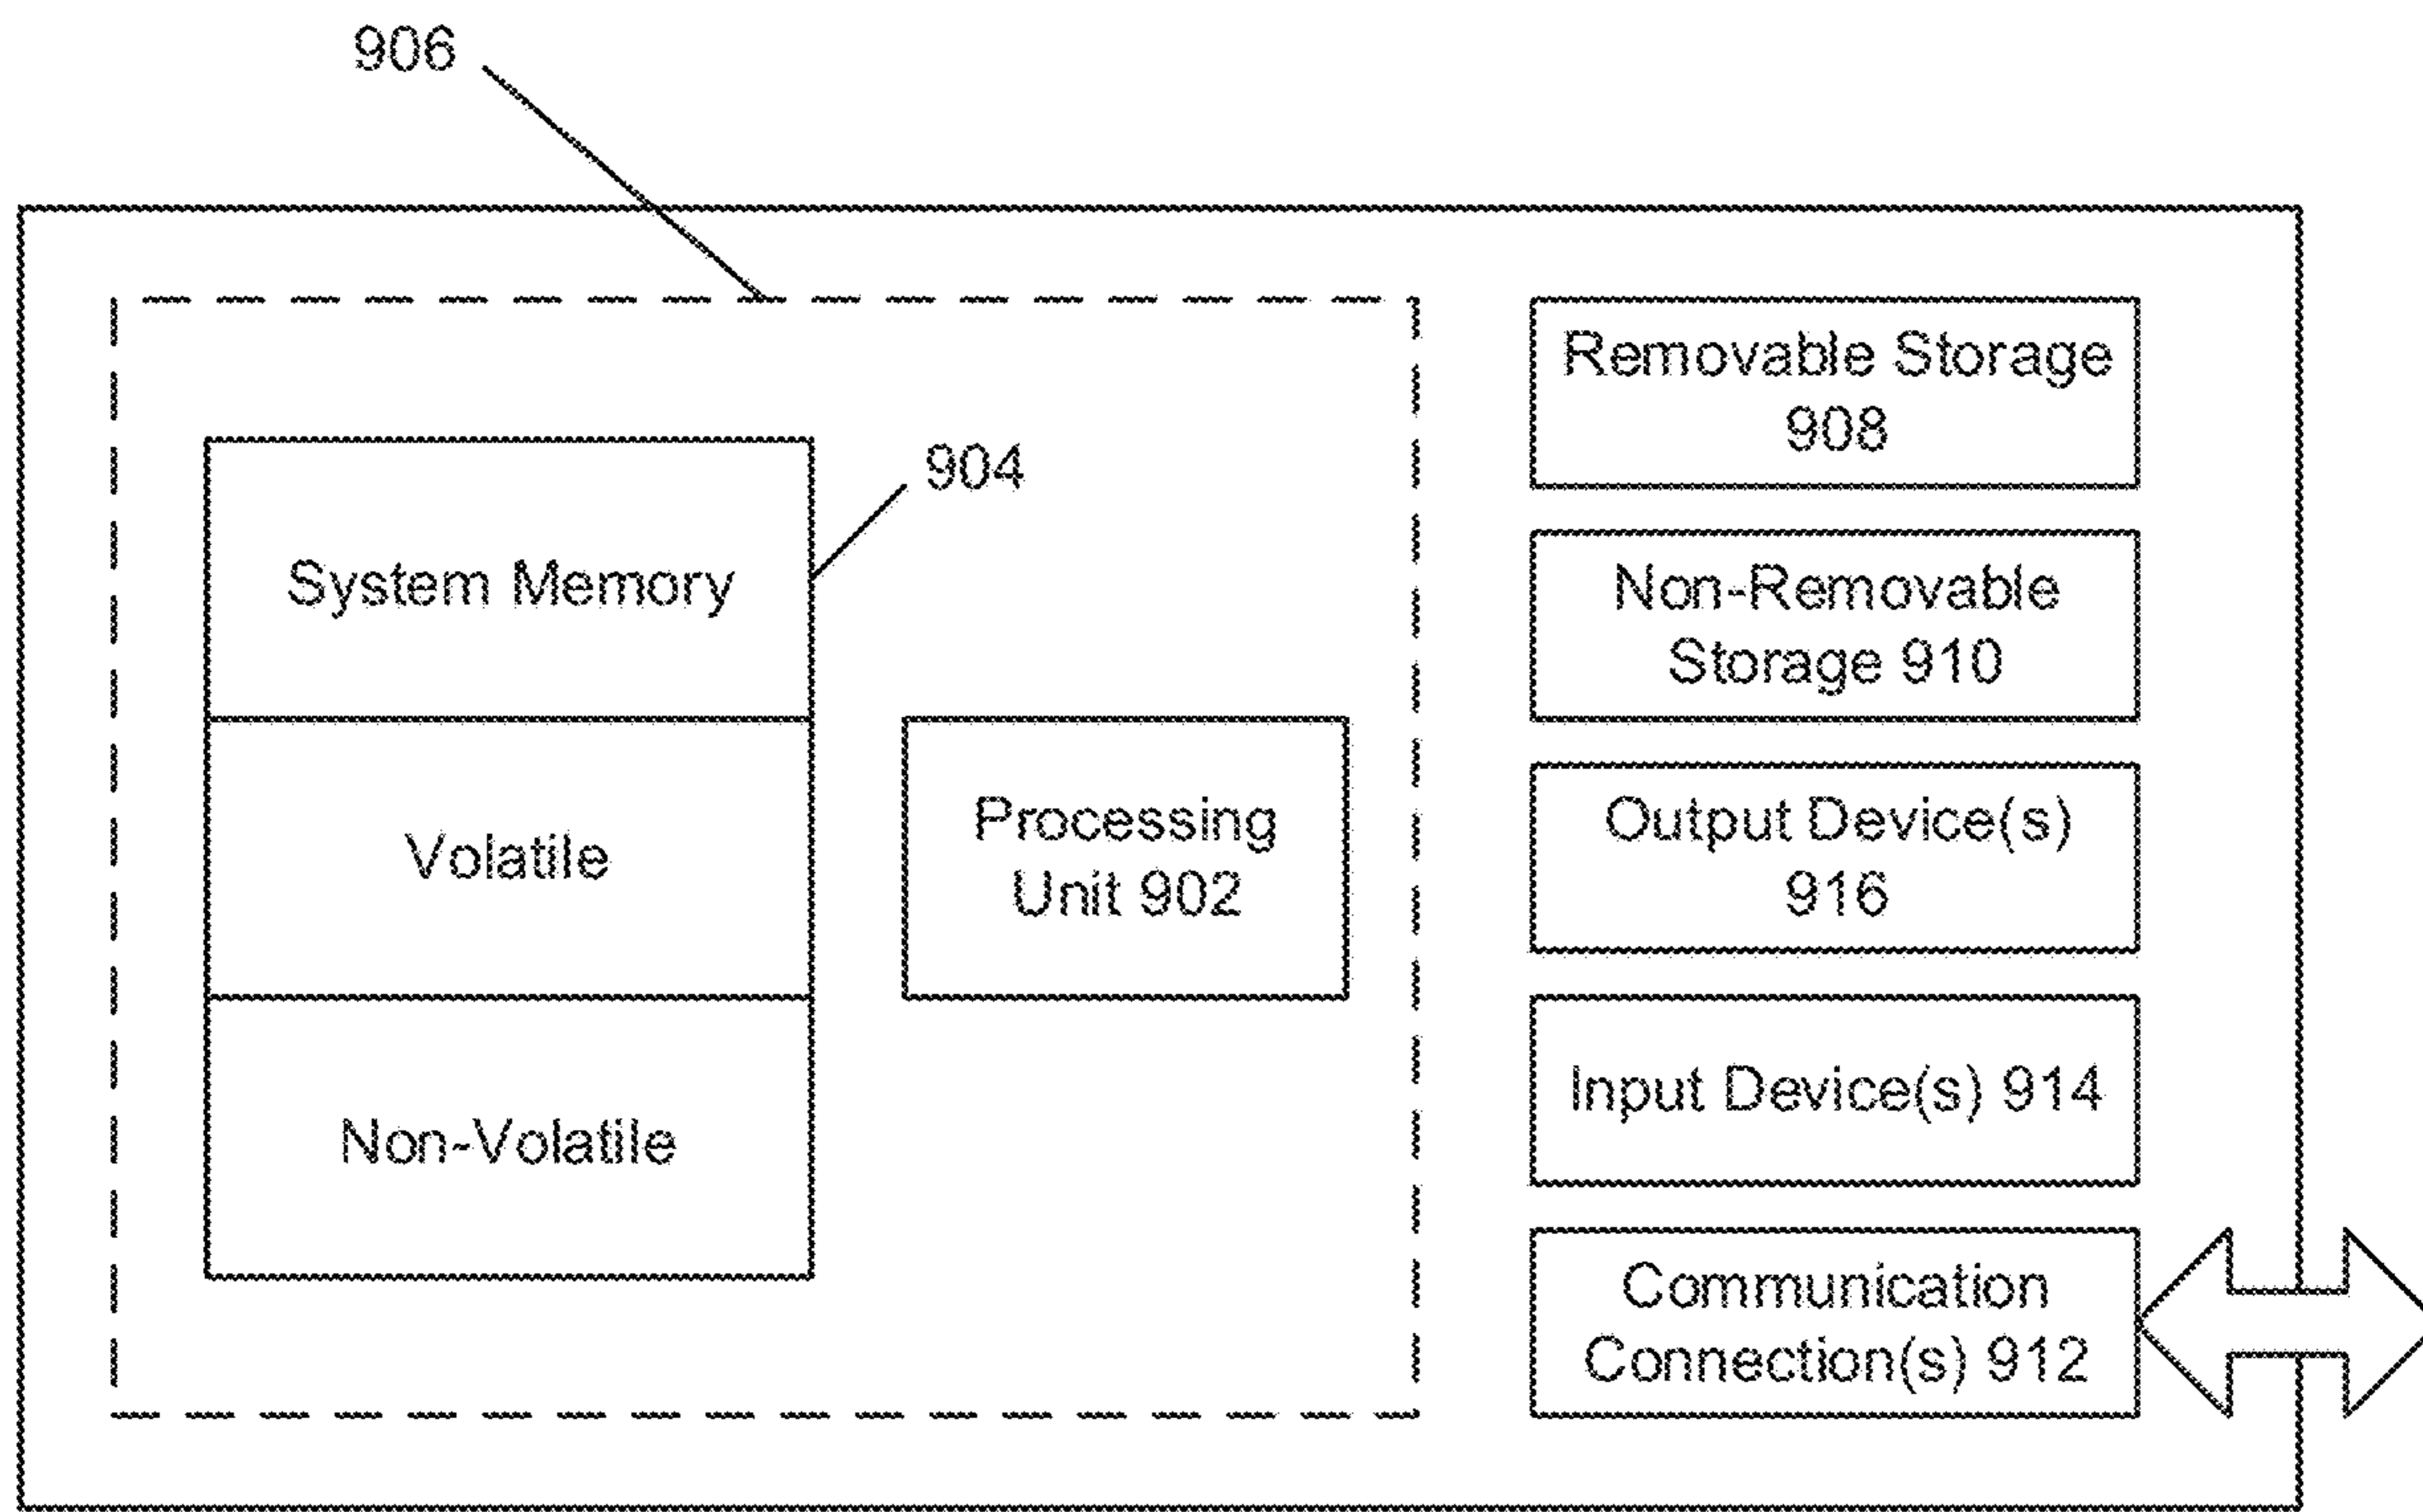 906
904
System Memory
Volatile
Non-Volatile
Processing
Unit 902
Removable Storage
908
Non-Removable
Storage 910
Output Device(s)
916
Input Device(s) 914
Communication
Connection(s) 912